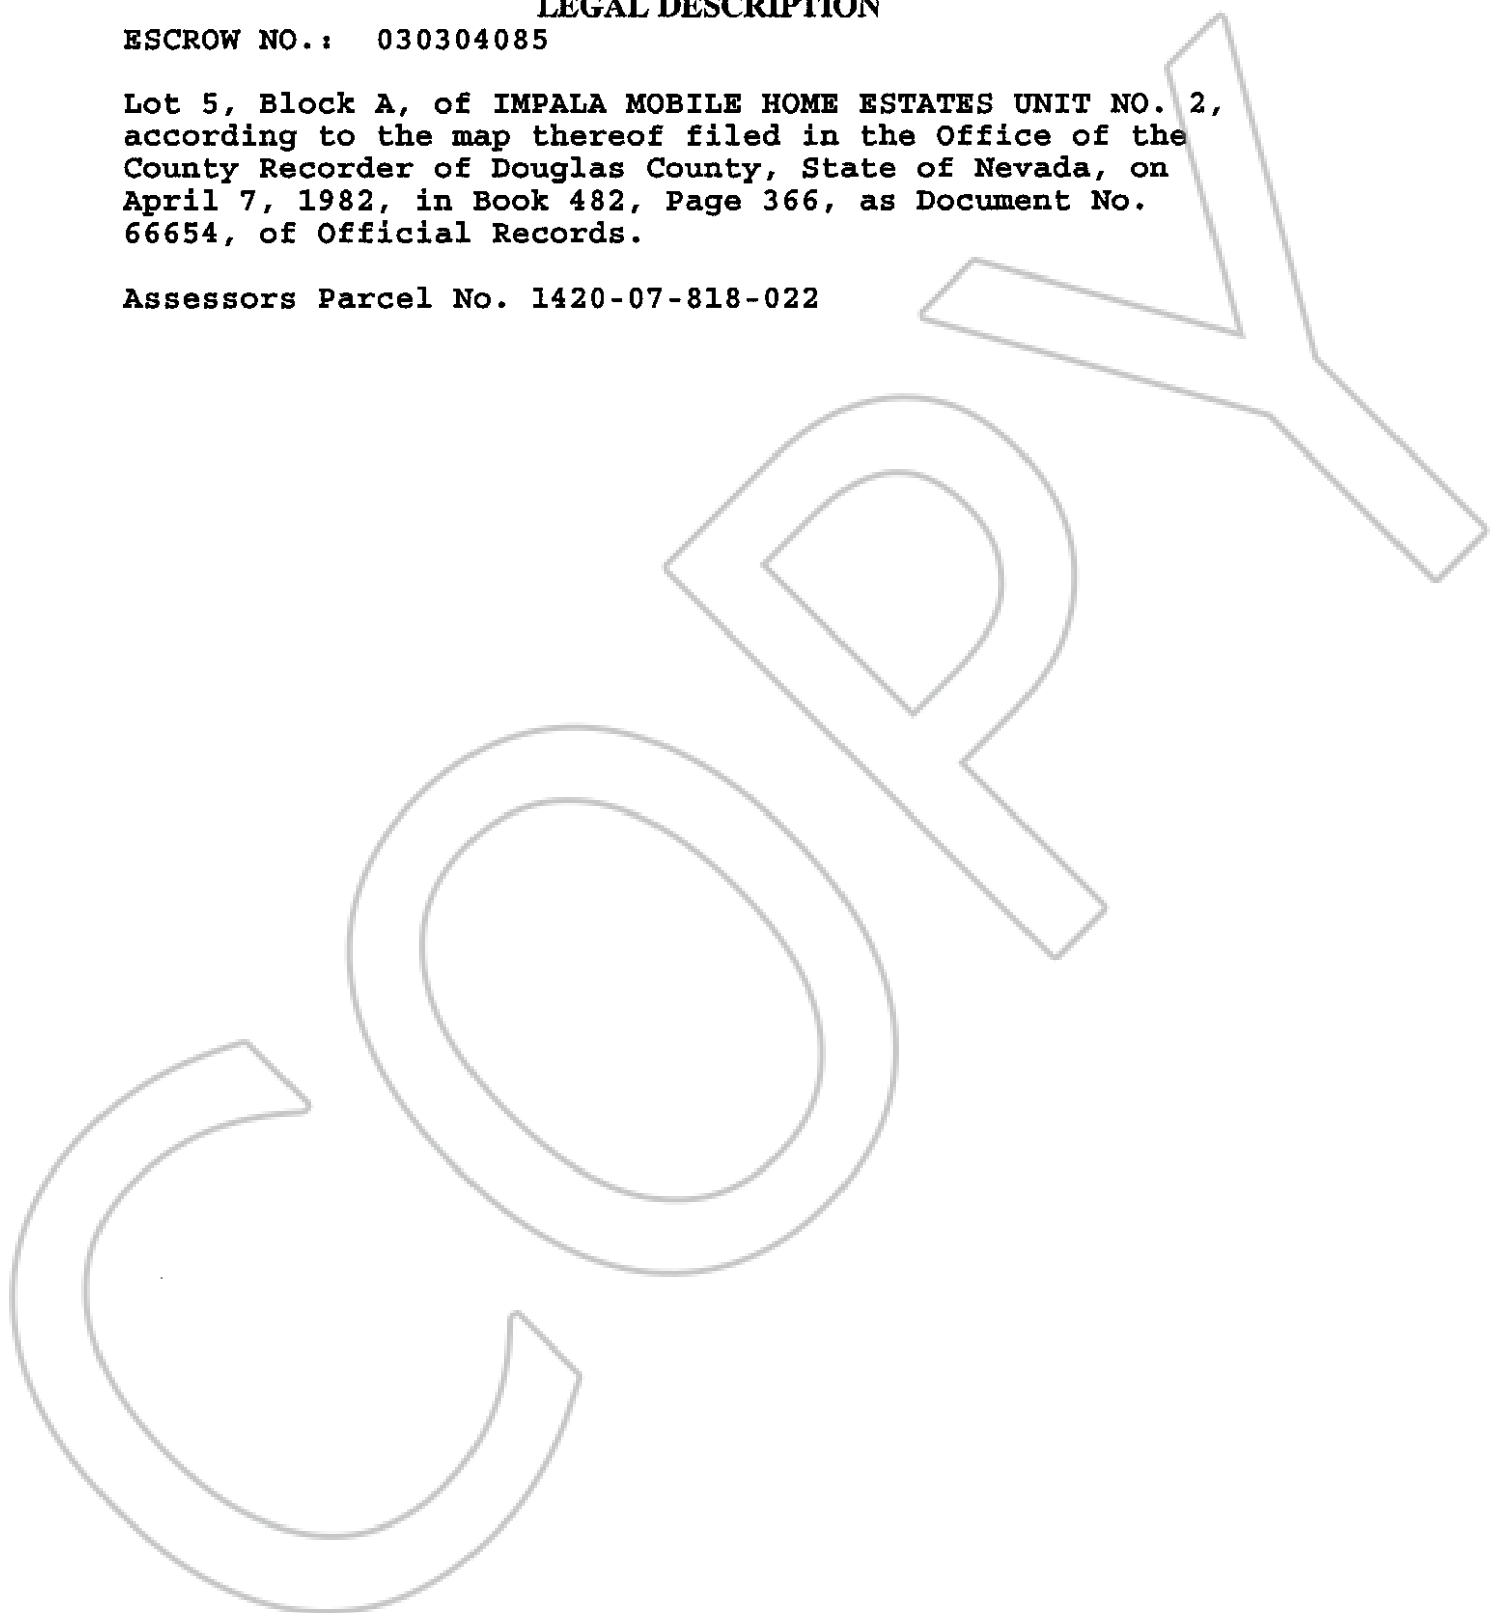 LEGAL DESCRIPTION
ESCROW NO.: 030304085
Lot 5, Block A, of IMPALA MOBILE HOME ESTATES UNIT NO. 2,
according to the map thereof filed in the Office of the
County Recorder of Douglas County, State of Nevada, on
April 7, 1982, in Book 482, Page 366, as Document No.
66654, of Official Records.
Assessors Parcel No. 1420-07-818-022
COPY